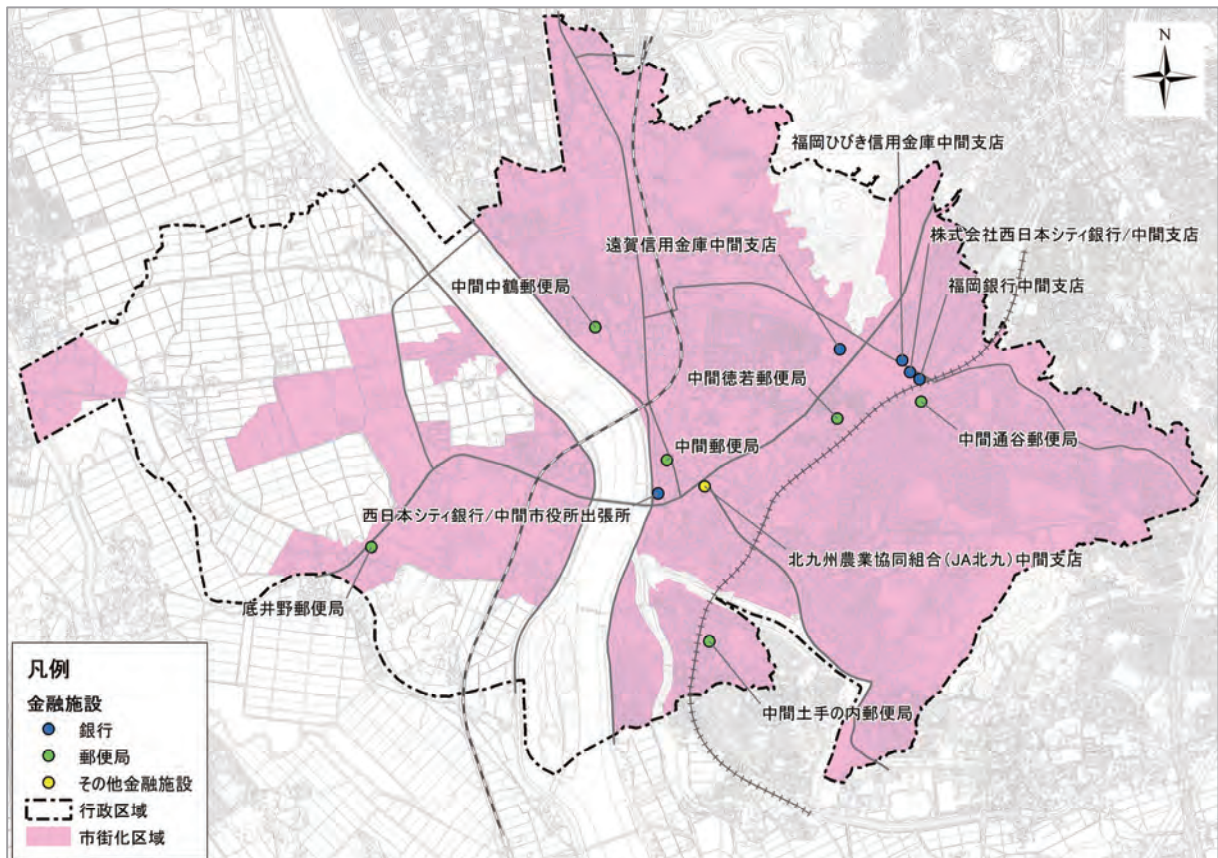 N
福岡ひびき信用金庫中間支店
株式会社西日本シティ銀行/中間支店
遠賀信用金庫中間支店
福岡銀行中間支店
中間中鶴郵便局
中間徳若郵便局
中間通谷郵便局
中間郵便局
西日本シティ銀行/中間市役所出張所
北九州農業協同組合(JA北九)中間支店
底井野郵便局
中間土手の内郵便局
凡例
金融施設
銀行
郵便局
その他金融施設
行政区域
市街化区域